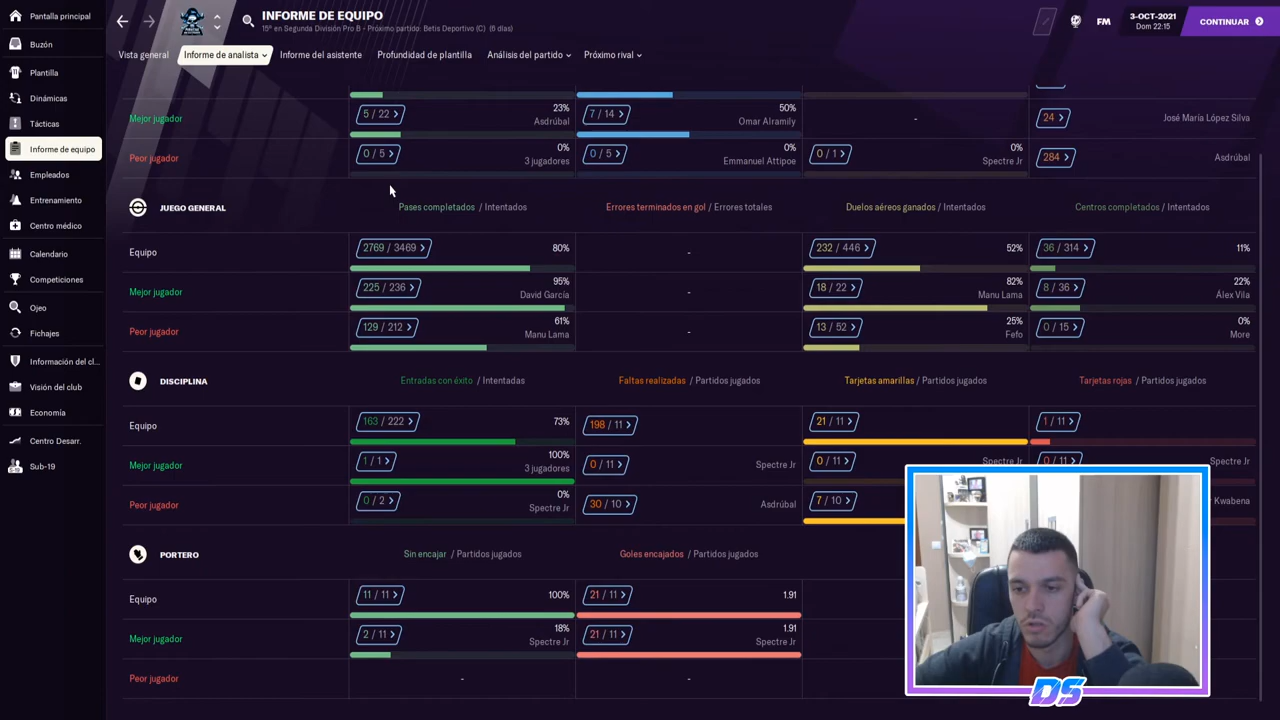 Pantalla principal
INFORME DE EQUIPO
15º en Segunda División Pro B - Próximo partido: Betis Deportivo (C) (6 días)
FM
3-OCT-2021
Dom 22:15
CONTINUAR
Buzón
Vista general
Informe de analista
Informe del asistente
Profundidad de plantilla
Análisis del partido
Próximo rival
Plantilla
Dinámicas
Tácticas
Informe de equipo
Empleados
Entrenamiento
Centro médico
Calendario
Competiciones
Ojeo
Fichajes
Información del cl...
Visión del club
Economía
Centro Desarr.
Sub-19
Mejor jugador
5 / 22
23%
Asdrúbal
7 / 14
50%
Omar Alramily
-
24
José María López Silva
Peor jugador
0 / 5
0%
3 jugadores
0 / 5
0%
Emmanuel Attipoe
0 / 1
0%
Spectre Jr
284
Asdrúbal
JUEGO GENERAL
Pases completados / Intentados
Errores terminados en gol / Errores totales
Duelos aéreos ganados / Intentados
Centros completados / Intentados
Equipo
2769 / 3469
80%
-
232 / 446
52%
36 / 314
11%
Mejor jugador
225 / 236
95%
David García
-
18 / 22
82%
Manu Lama
8 / 36
22%
Álex Vila
Peor jugador
129 / 212
61%
Manu Lama
-
13 / 52
25%
Fefo
0 / 15
0%
More
DISCIPLINA
Entradas con éxito / Intentadas
Faltas realizadas / Partidos jugados
Tarjetas amarillas / Partidos jugados
Tarjetas rojas / Partidos jugados
Equipo
163 / 222
73%
198 / 11
21 / 11
1 / 11
Mejor jugador
1 / 1
100%
3 jugadores
0 / 11
Spectre Jr
0 / 11
Spectre Jr
0 / 11
Spectre Jr
Peor jugador
0 / 2
0%
Spectre Jr
30 / 10
Asdrúbal
7 / 10
Kwabena
PORTERO
Sin encajar / Partidos jugados
Goles encajados / Partidos jugados
Equipo
11 / 11
100%
21 / 11
1.91
Mejor jugador
2 / 11
18%
Spectre Jr
21 / 11
1.91
Spectre Jr
Peor jugador
-
-
DS